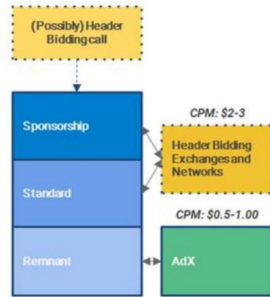 (Possibly) Header
Bidding call
CPM: $2-3
Sponsorship
Header Bidding
Exchanges and
Networks
Standard
CPM: $0.5-1.00
Remnant
AdX